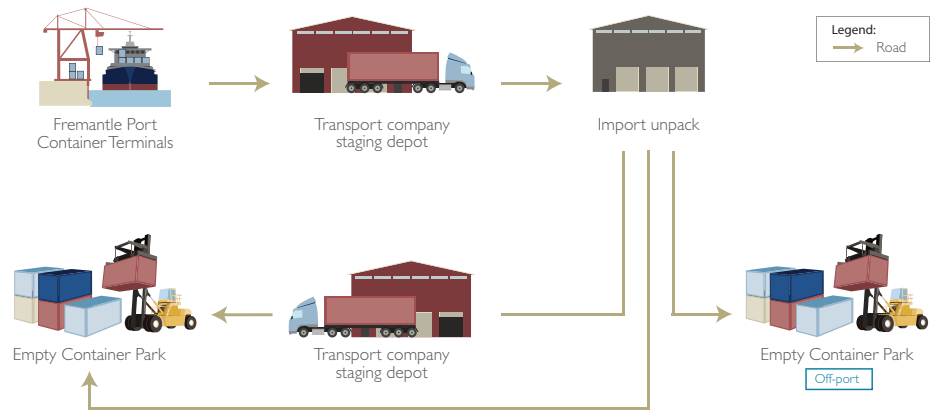 Legend:
Road
Fremantle Port
Container Terminals
Transport company
staging depot
Import unpack
Empty Container Park
Transport company
staging depot
Empty Container Park
Off-port